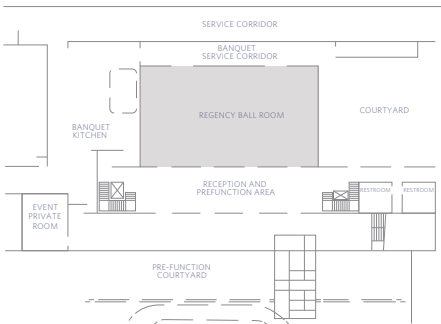 SERVICE CORRIDOR
BANQUET
SERVICE CORRIDOR
REGENCY BALL ROOM
COURTYARD
BANQUET
KITCHEN
RECEPTION AND
PREFUNCTION AREA
RESTROOM
RESTROOM
EVENT
PRIVATE
ROOM
PRE-FUNCTION
COURTYARD